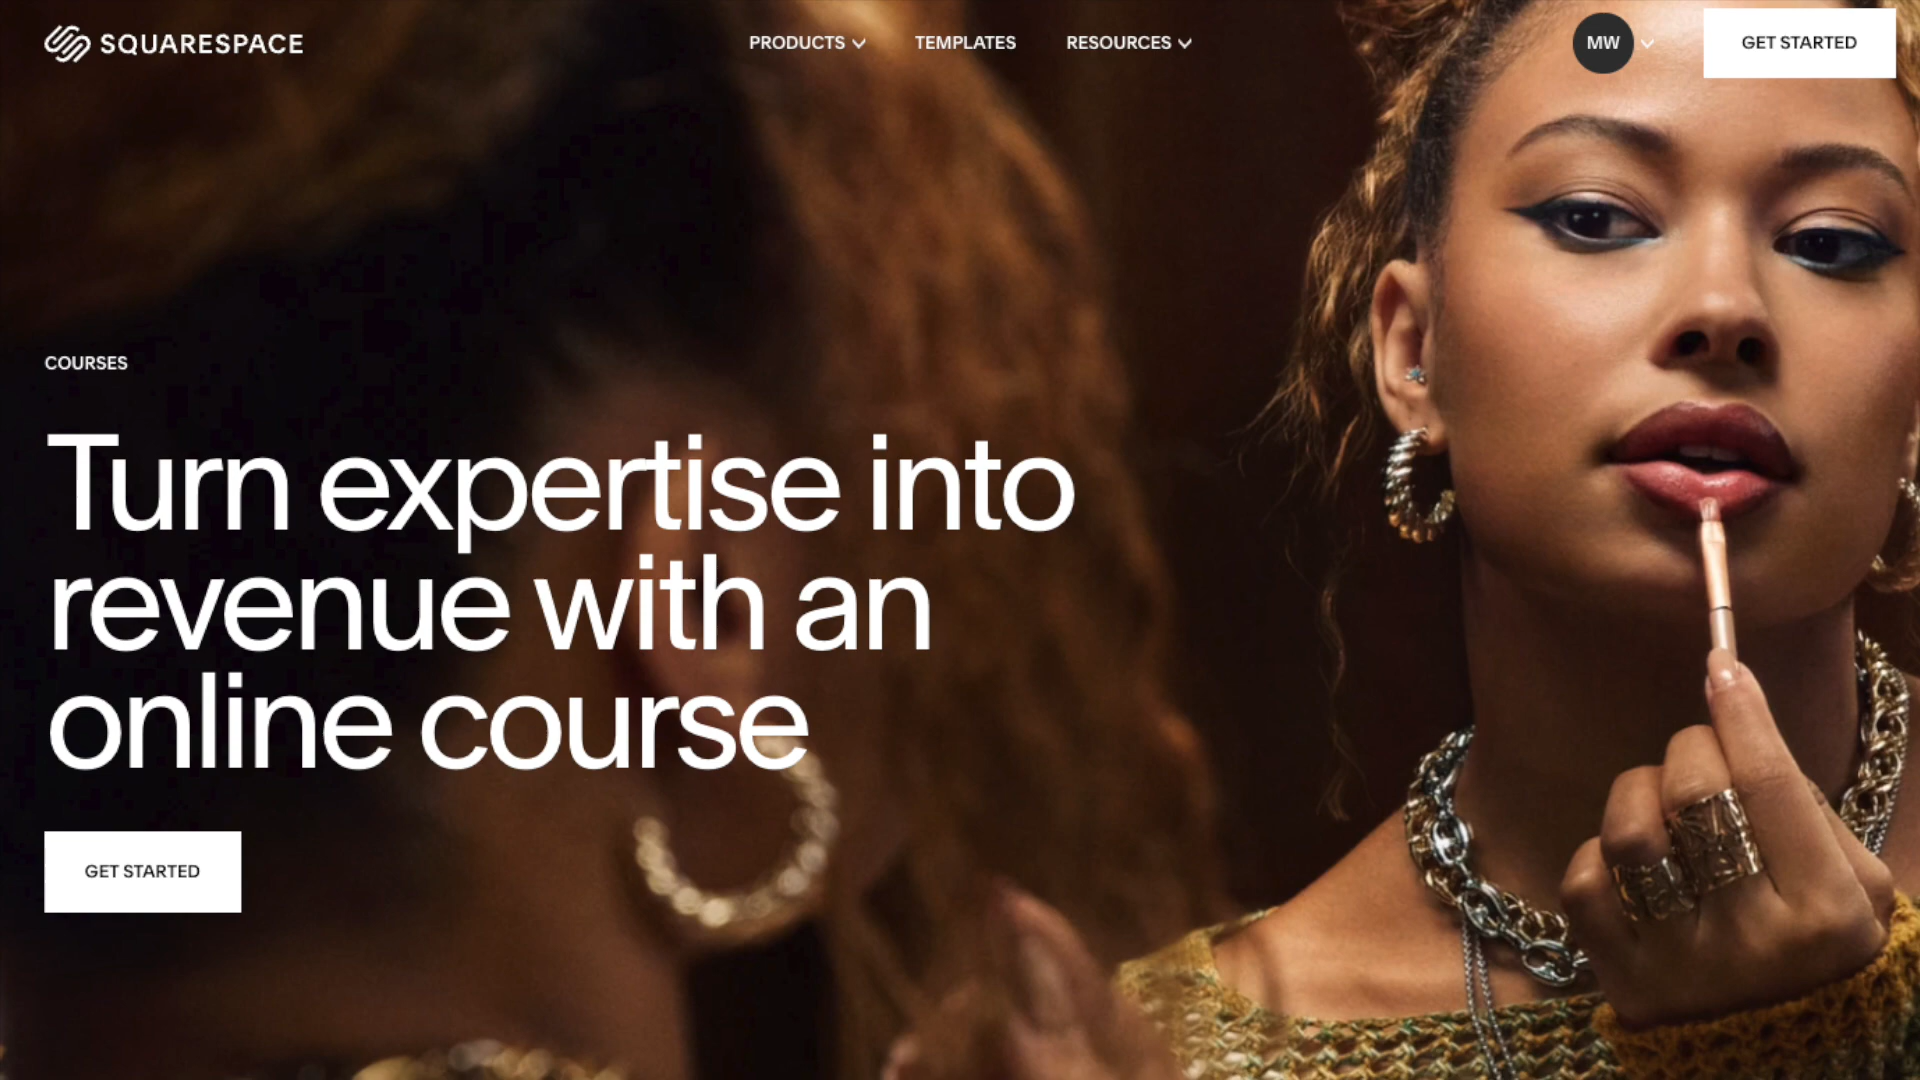 SQUARESPACE
PRODUCTS
TEMPLATES
RESOURCES
MW
GET STARTED
COURSES
Turn expertise into
revenue with an
online course
GET STARTED